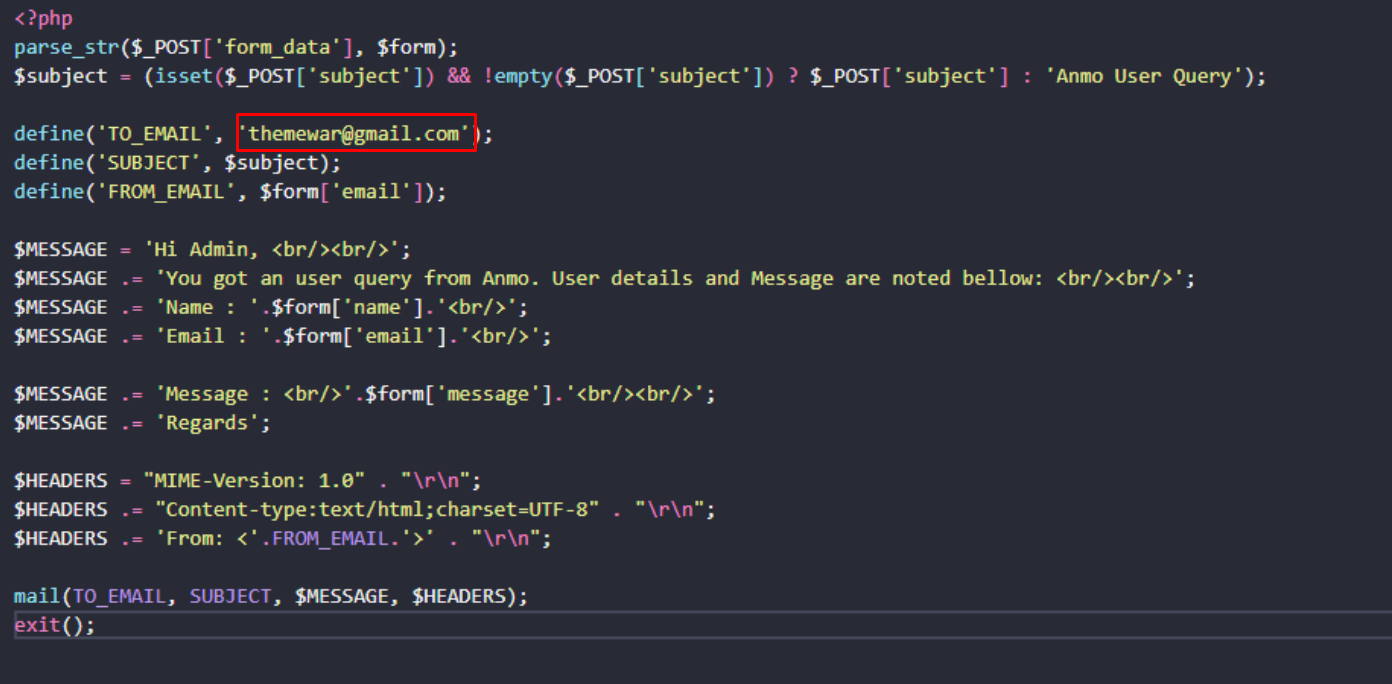 <?php
parse_str($_POST['form_data'], $form);
$subject = (isset($_POST['subject']) && !empty($_POST['subject']) ? $_POST['subject'] : 'Anmo User Query');
define('TO_EMAIL', 'themewar@gmail.com');
define('SUBJECT', $subject);
define('FROM_EMAIL', $form['email']);
$MESSAGE = 'Hi Admin, <br/><br/>';
$MESSAGE .= 'You got an user query from Anmo. User details and Message are noted bellow: <br/><br/>';
$MESSAGE .= 'Name : '.$form['name'].'<br/>';
$MESSAGE .= 'Email : '.$form['email'].'<br/>';
$MESSAGE .= 'Message : <br/>'.$form['message'].'<br/><br/>';
$MESSAGE .= 'Regards';
$HEADERS = "MIME-Version: 1.0" . "\r\n";
$HEADERS .= "Content-type:text/html;charset=UTF-8" . "\r\n";
$HEADERS .= 'From: <'.FROM_EMAIL.'>' . "\r\n";
mail(TO_EMAIL, SUBJECT, $MESSAGE, $HEADERS);
exit();